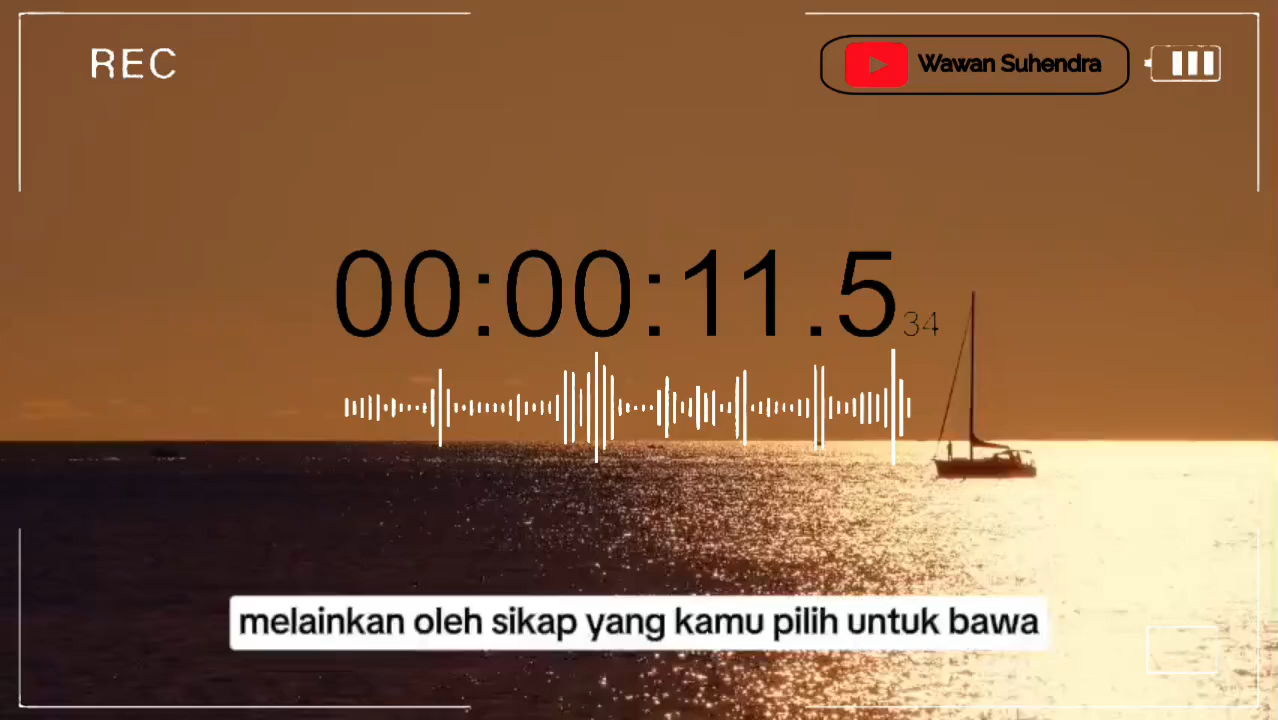 REC
Wawan Suhendra
00:00:11.534
melainkan oleh sikap yang kamu pilih untuk bawa